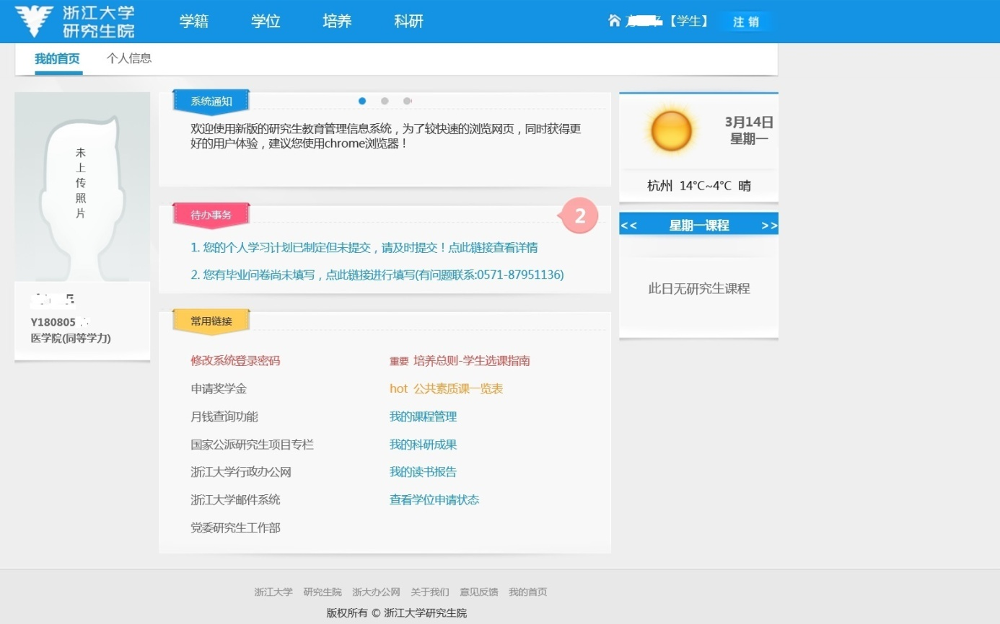 浙江大学
研究生院
学籍 学位 培养 科研
【学生】 注 销
我的首页 个人信息
未
上
传
照
片
Y180805
医学院(同等学力)
系统通知
欢迎使用新版的研究生教育管理信息系统，为了较快速的浏览网页，同时获得更
好的用户体验，建议您使用chrome浏览器！
待办事务
2
1. 您的个人学习计划已制定但未提交，请及时提交！点此链接查看详情
2. 您有毕业问卷尚未填写，点此链接进行填写(有问题联系:0571-87951136)
常用链接
修改系统登录密码 重要 培养总则-学生选课指南
申请奖学金 hot 公共素质课一览表
月钱查询功能 我的课程管理
国家公派研究生项目专栏 我的科研成果
浙江大学行政办公网 我的读书报告
浙江大学邮件系统 查看学位申请状态
党委研究生工作部
3月14日
星期一
杭州 14℃~4℃ 晴
<< 星期一课程 >>
此日无研究生课程
浙江大学 研究生院 浙大办公网 关于我们 意见反馈 我的首页
版权所有 © 浙江大学研究生院